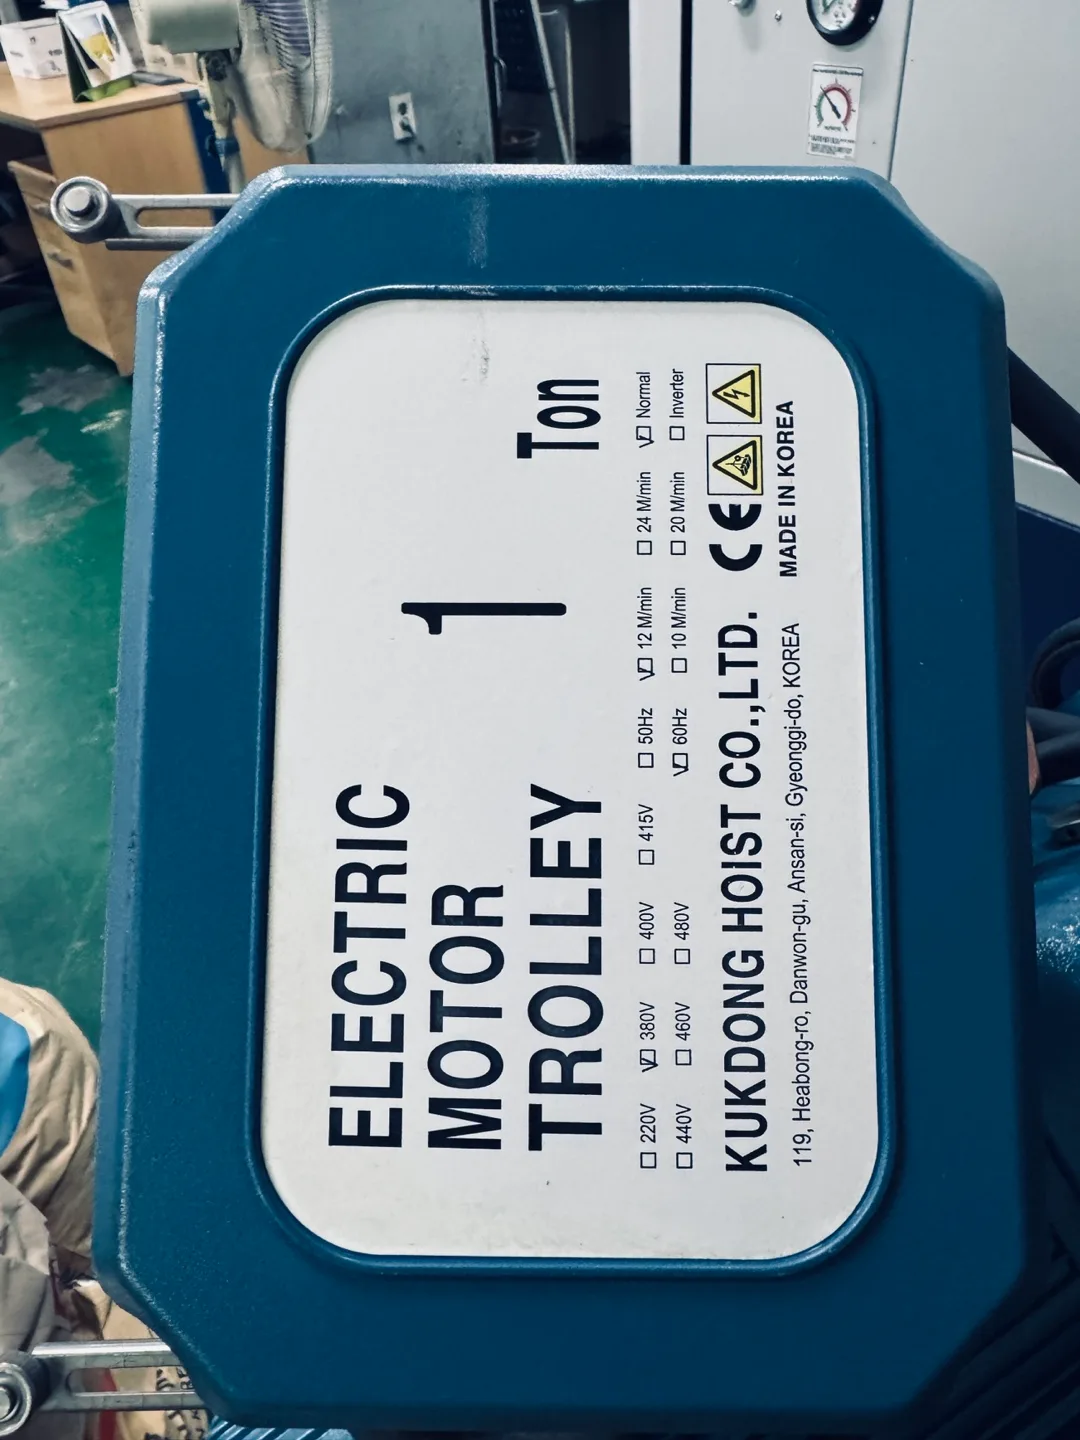 ELECTRIC
MOTOR
TROLLEY
1 Ton
220V 380V 400V 415V 50Hz 12 M/min 24 M/min Normal
440V 460V 480V 60Hz 10 M/min 20 M/min Inverter
KUKDONG HOIST CO.,LTD. CE
119, Heabong-ro, Danwon-gu, Ansan-si, Gyeonggi-do, KOREA MADE IN KOREA